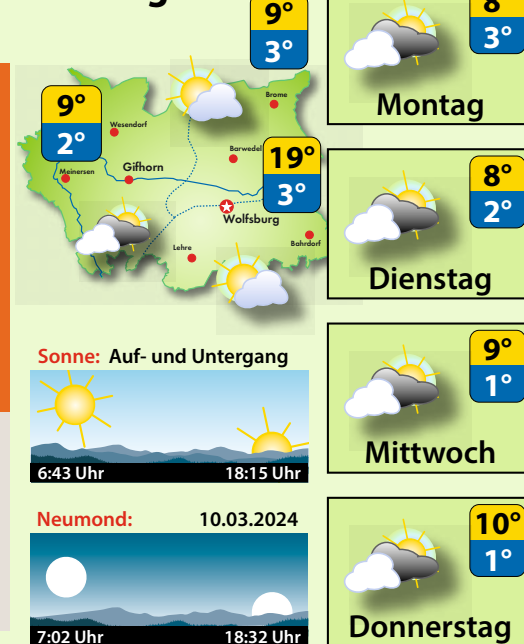 g
9°
3°
9°
2°
19°
3°
Brome
Wesendorf
Barwedel
Gifhorn
Meinersen
Wolfsburg
Bahrdorf
Lehre
Sonne: Auf- und Untergang
6:43 Uhr 18:15 Uhr
Neumond: 10.03.2024
7:02 Uhr 18:32 Uhr
8°
3°
Montag
8°
2°
Dienstag
9°
1°
Mittwoch
10°
1°
Donnerstag